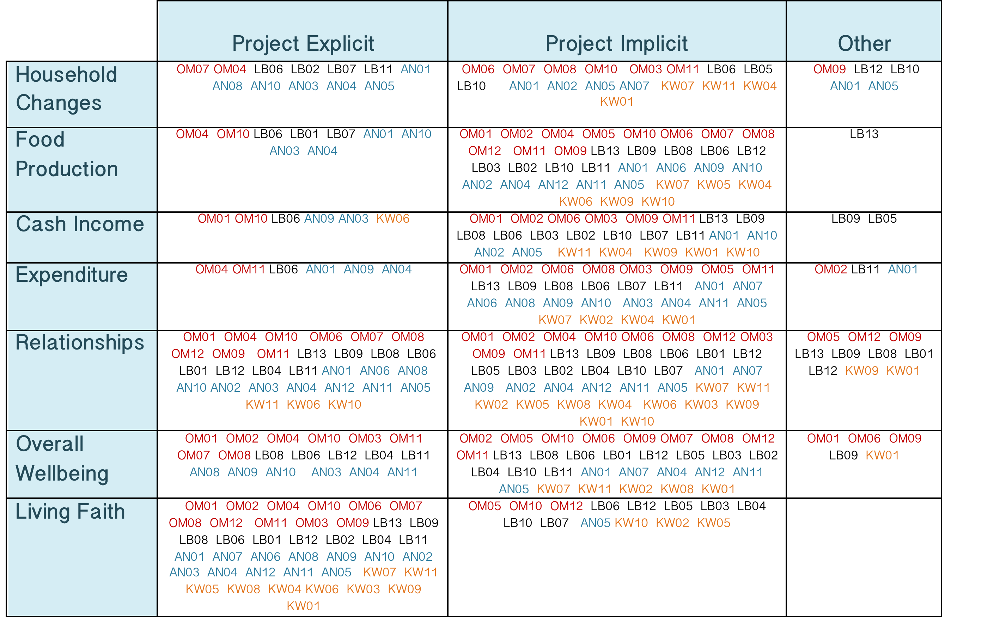 Project Explicit Project Implicit Other
Household Changes
OM07 OM04 LB06 LB02 LB07 LB11 AN01
AN08 AN10 AN03 AN04 AN05
OM06 OM07 OM08 OM10 OM03 OM11 LB06 LB05
LB10 AN01 AN02 AN05 AN07 KW07 KW11 KW04
KW01
OM09 LB12 LB10
AN01 AN05
Food
Production
OM04 OM10 LB06 LB01 LB07 AN01 AN10
AN03 AN04
OM01 OM02 OM04 OM05 OM10 OM06 OM07 OM08
OM12 OM11 OM09 LB13 LB09 LB08 LB06 LB12
LB03 LB02 LB10 LB11 AN01 AN06 AN09 AN10
AN02 AN04 AN12 AN11 AN05 KW07 KW05 KW04
KW06 KW09 KW10
LB13
Cash Income
OM01 OM10 LB06 AN09 AN03 KW06
OM01 OM02 OM06 OM03 OM09 OM11 LB13 LB09
LB08 LB06 LB03 LB02 LB10 LB07 LB11 AN01 AN10
AN02 AN05 KW11 KW04 KW09 KW01 KW10
LB09 LB05
Expenditure
OM04 OM11 LB06 AN01 AN09 AN04
OM01 OM02 OM06 OM08 OM03 OM09 OM05 OM11
LB13 LB09 LB08 LB06 LB07 LB11 AN01 AN07
AN06 AN08 AN09 AN10 AN03 AN04 AN11 AN05
KW07 KW02 KW04 KW01
OM02 LB11 AN01
Relationships
OM01 OM04 OM10 OM06 OM07 OM08
OM12 OM09 OM11 LB13 LB09 LB08 LB06
LB01 LB12 LB04 LB11 AN01 AN06 AN08
AN10 AN02 AN03 AN04 AN12 AN11 AN05
KW11 KW06 KW10
OM01 OM02 OM04 OM10 OM06 OM08 OM12 OM03
OM09 OM11 LB13 LB09 LB08 LB06 LB01 LB12
LB05 LB03 LB02 LB04 LB10 LB07 AN01 AN07
AN09 AN02 AN04 AN12 AN11 AN05 KW07 KW11
KW02 KW05 KW08 KW04 KW06 KW03 KW09
KW01 KW10
OM05 OM12 OM09
LB13 LB09 LB08 LB01
LB12 KW09 KW01
Overall
Wellbeing
OM01 OM02 OM04 OM10 OM03 OM11
OM07 OM08 LB08 LB06 LB12 LB04 LB11
AN08 AN09 AN10 AN03 AN04 AN11
OM02 OM05 OM10 OM06 OM09 OM07 OM08 OM12
OM11 LB13 LB08 LB06 LB01 LB12 LB05 LB03 LB02
LB04 LB10 LB11 AN01 AN07 AN04 AN12 AN11
AN05 KW07 KW11 KW02 KW08 KW01
OM01 OM06 OM09
LB09 KW01
Living Faith
OM01 OM02 OM04 OM10 OM06 OM07
OM08 OM12 OM11 OM03 OM09 LB13 LB09
LB08 LB06 LB01 LB12 LB02 LB04 LB11
AN01 AN07 AN06 AN08 AN09 AN10 AN02
AN03 AN04 AN12 AN11 AN05 KW07 KW11
KW05 KW08 KW04 KW06 KW03 KW09
KW01
OM05 OM10 OM12 LB06 LB12 LB05 LB03 LB04
LB10 LB07 AN05 KW10 KW02 KW05